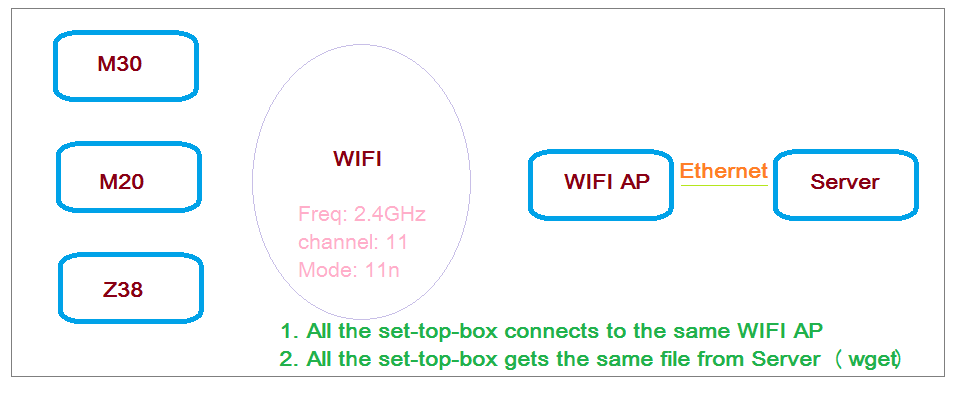 M30
M20
Z38
WIFI
Freq: 2.4GHz
channel: 11
Mode: 11n
WIFI AP
Ethernet
Server
1. All the set-top-box connects to the same WIFI AP
2. All the set-top-box gets the same file from Server ( wget)